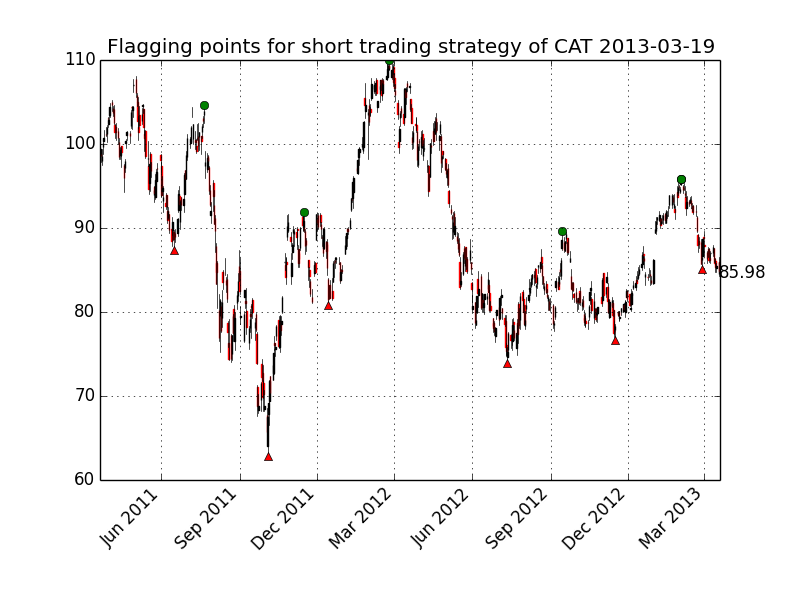 Flagging points for short trading strategy of CAT 2013-03-19
110
100
90
80
70
60
85.98
Jun 2011
Sep 2011
Dec 2011
Mar 2012
Jun 2012
Sep 2012
Dec 2012
Mar 2013